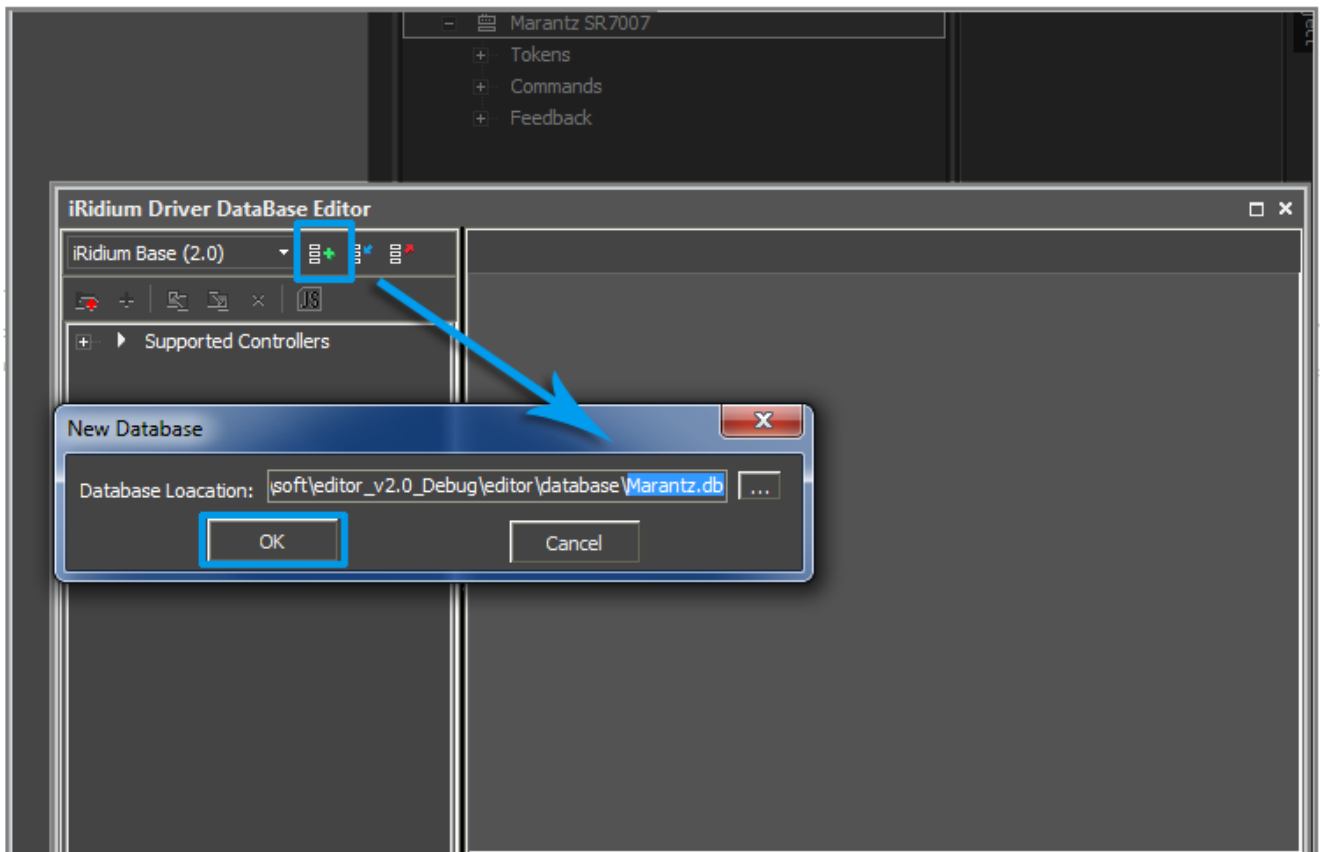 Marantz SR7007
Tokens
Commands
Feedback
iRidium Driver DataBase Editor
iRidium Base (2.0)
JS
Supported Controllers
New Database
Database Loacation: \soft\editor_v2.0_Debug\editor\database\Marantz.db ...
OK Cancel